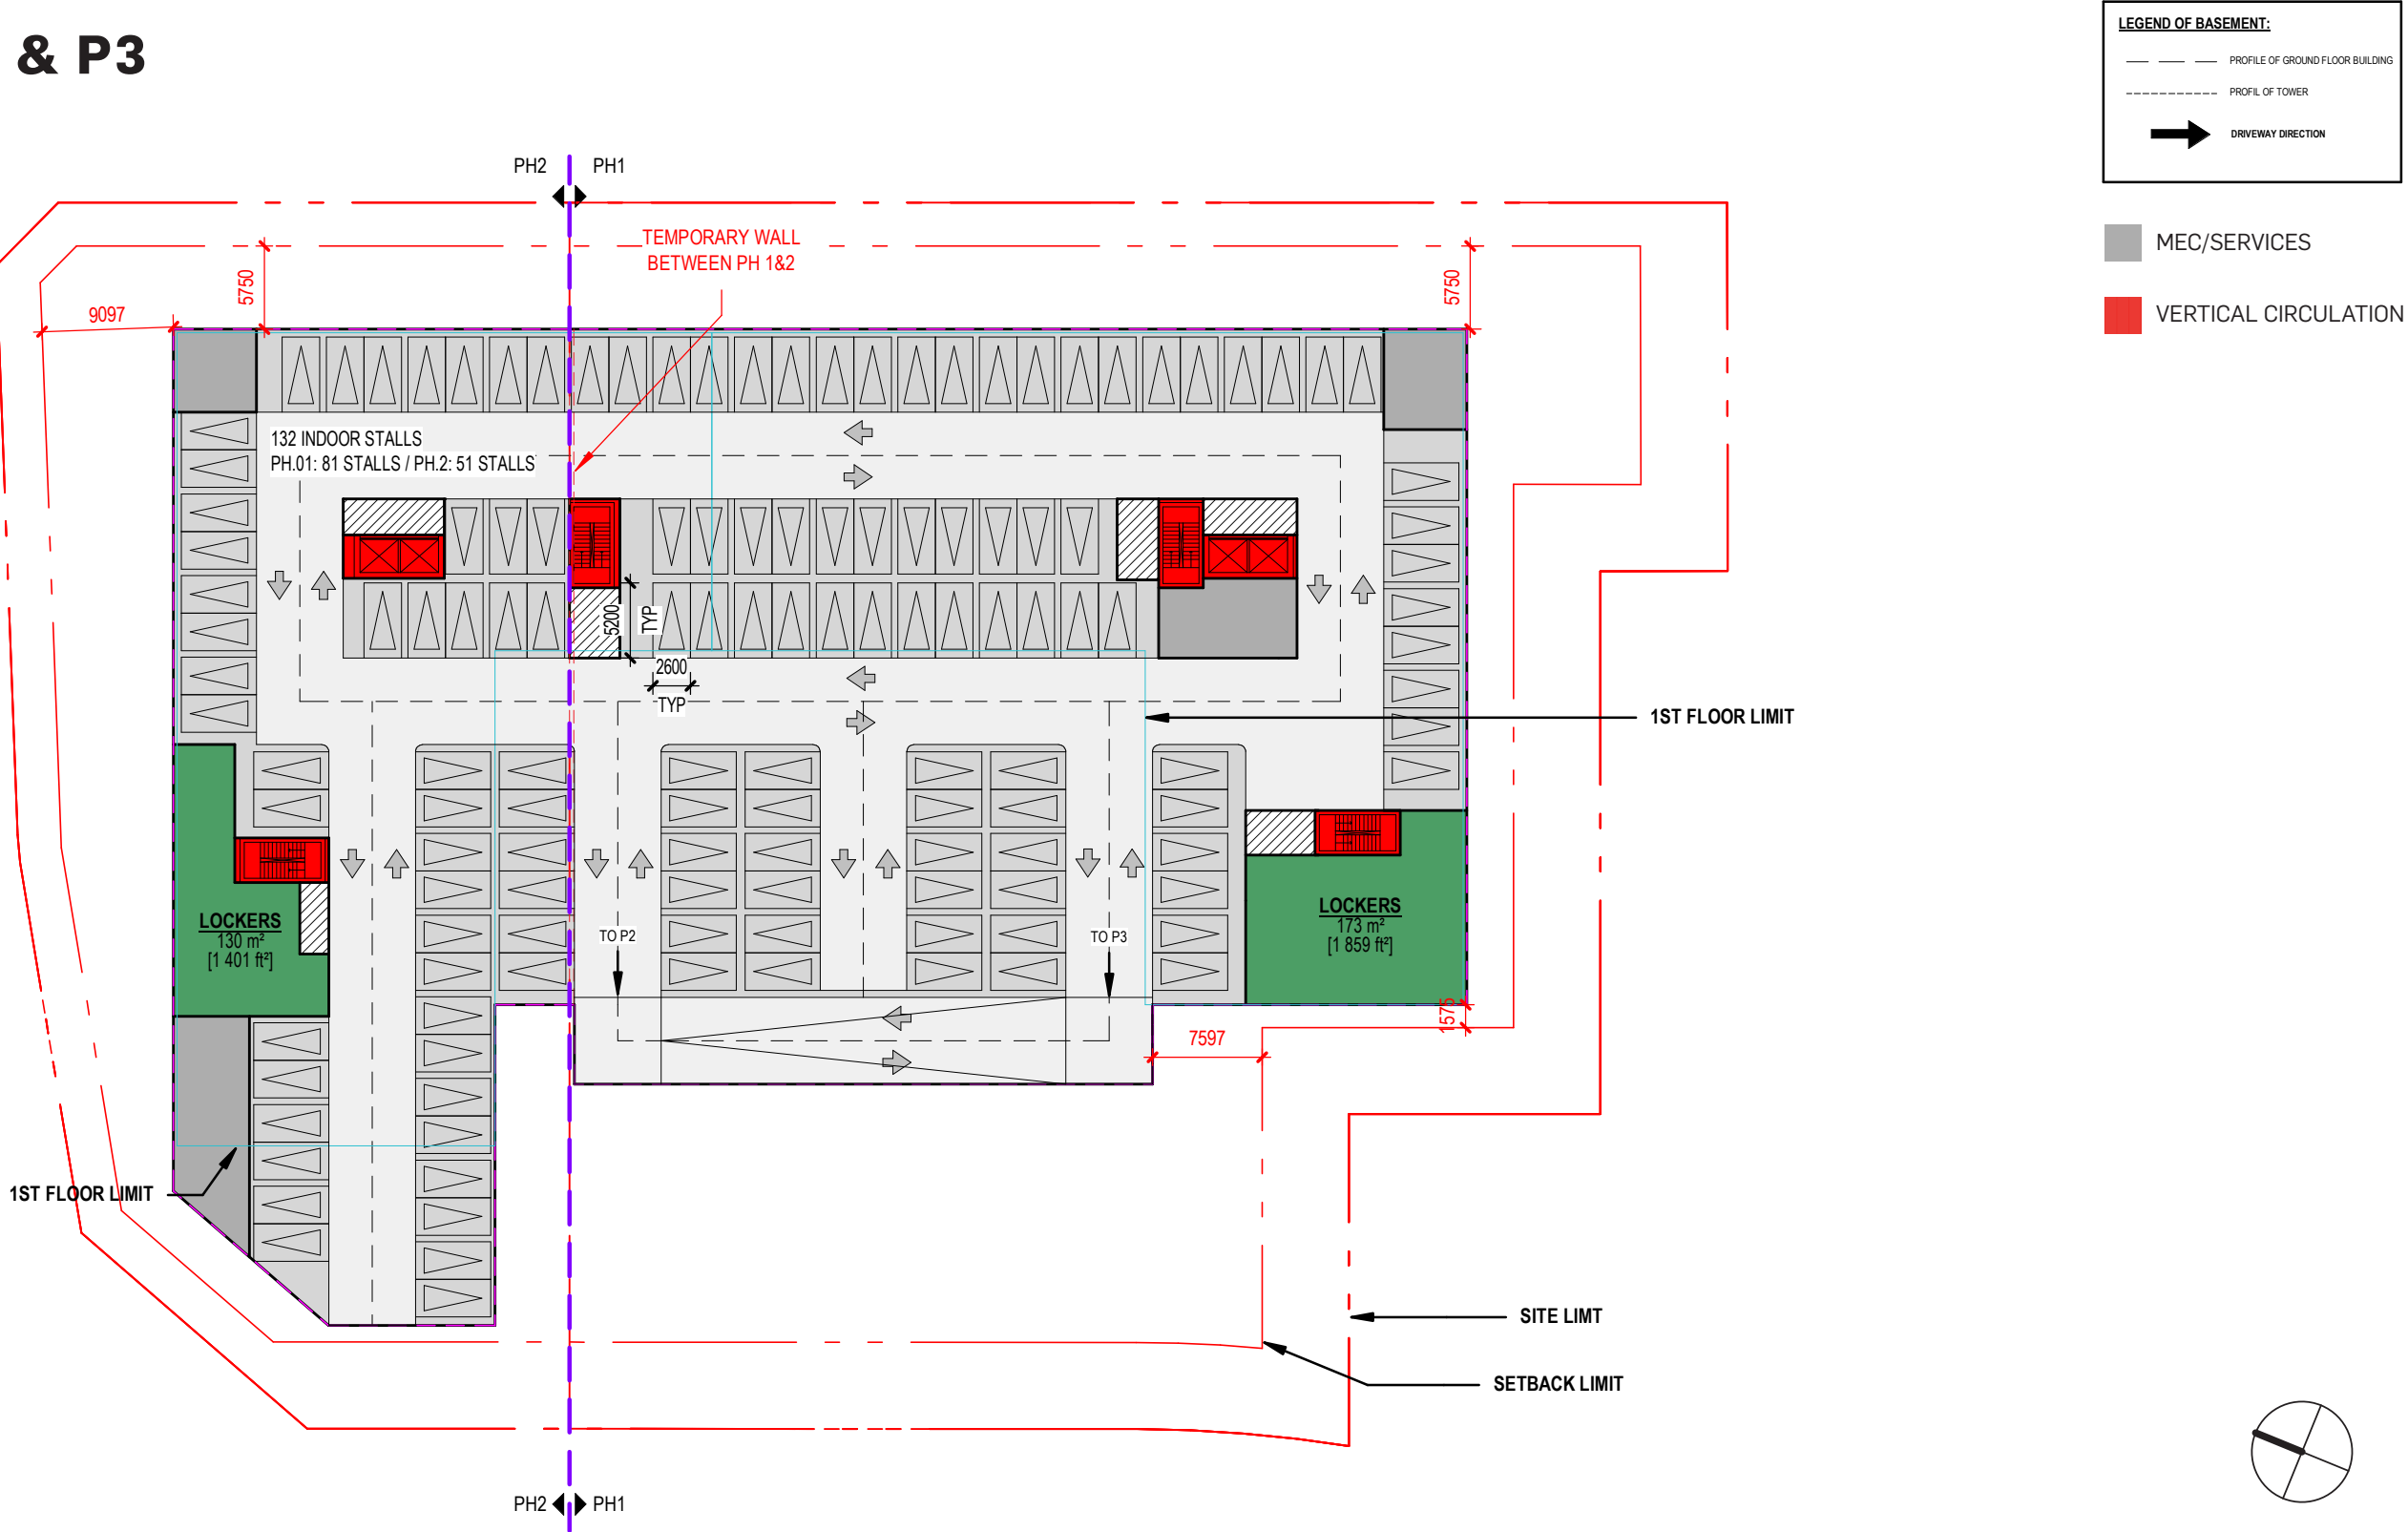 & P3
LEGEND OF BASEMENT:
PROFILE OF GROUND FLOOR BUILDING
PROFIL OF TOWER
DRIVEWAY DIRECTION
MEC/SERVICES
VERTICAL CIRCULATION
PH2
PH1
TEMPORARY WALL
BETWEEN PH 1&2
5750
5750
9097
132 INDOOR STALLS
PH.01: 81 STALLS / PH.2: 51 STALLS
5200
TYP
2600
TYP
1ST FLOOR LIMIT
LOCKERS
130 m²
[1 401 ft²]
TO P2
TO P3
LOCKERS
173 m²
[1 859 ft²]
1575
7597
1ST FLOOR LIMIT
SITE LIMT
SETBACK LIMIT
PH2
PH1